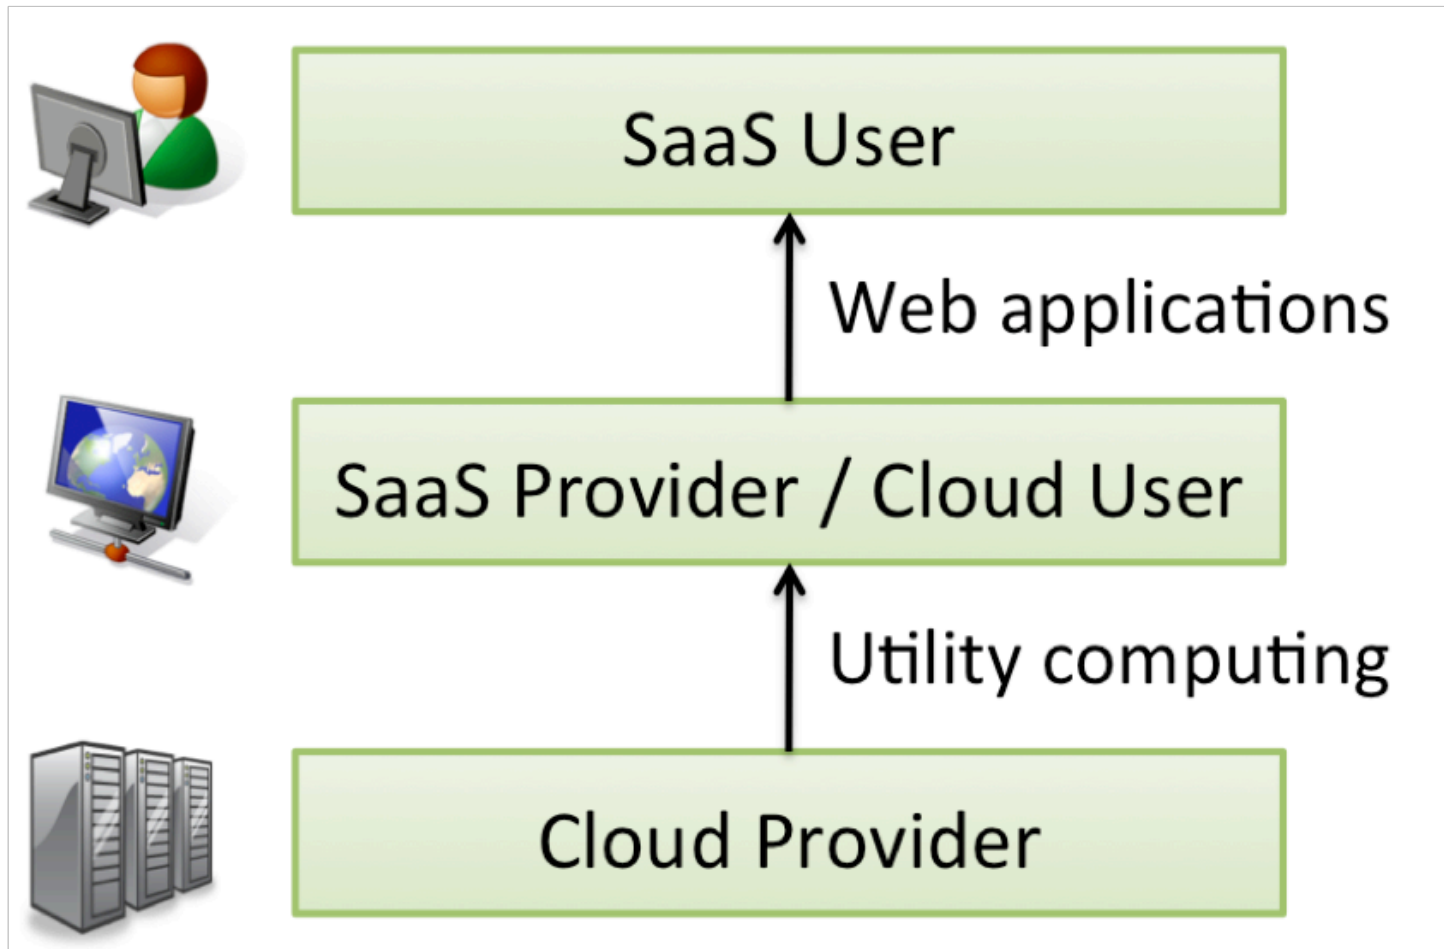 SaaS User
Web applications
SaaS Provider / Cloud User
Utility computing
Cloud Provider